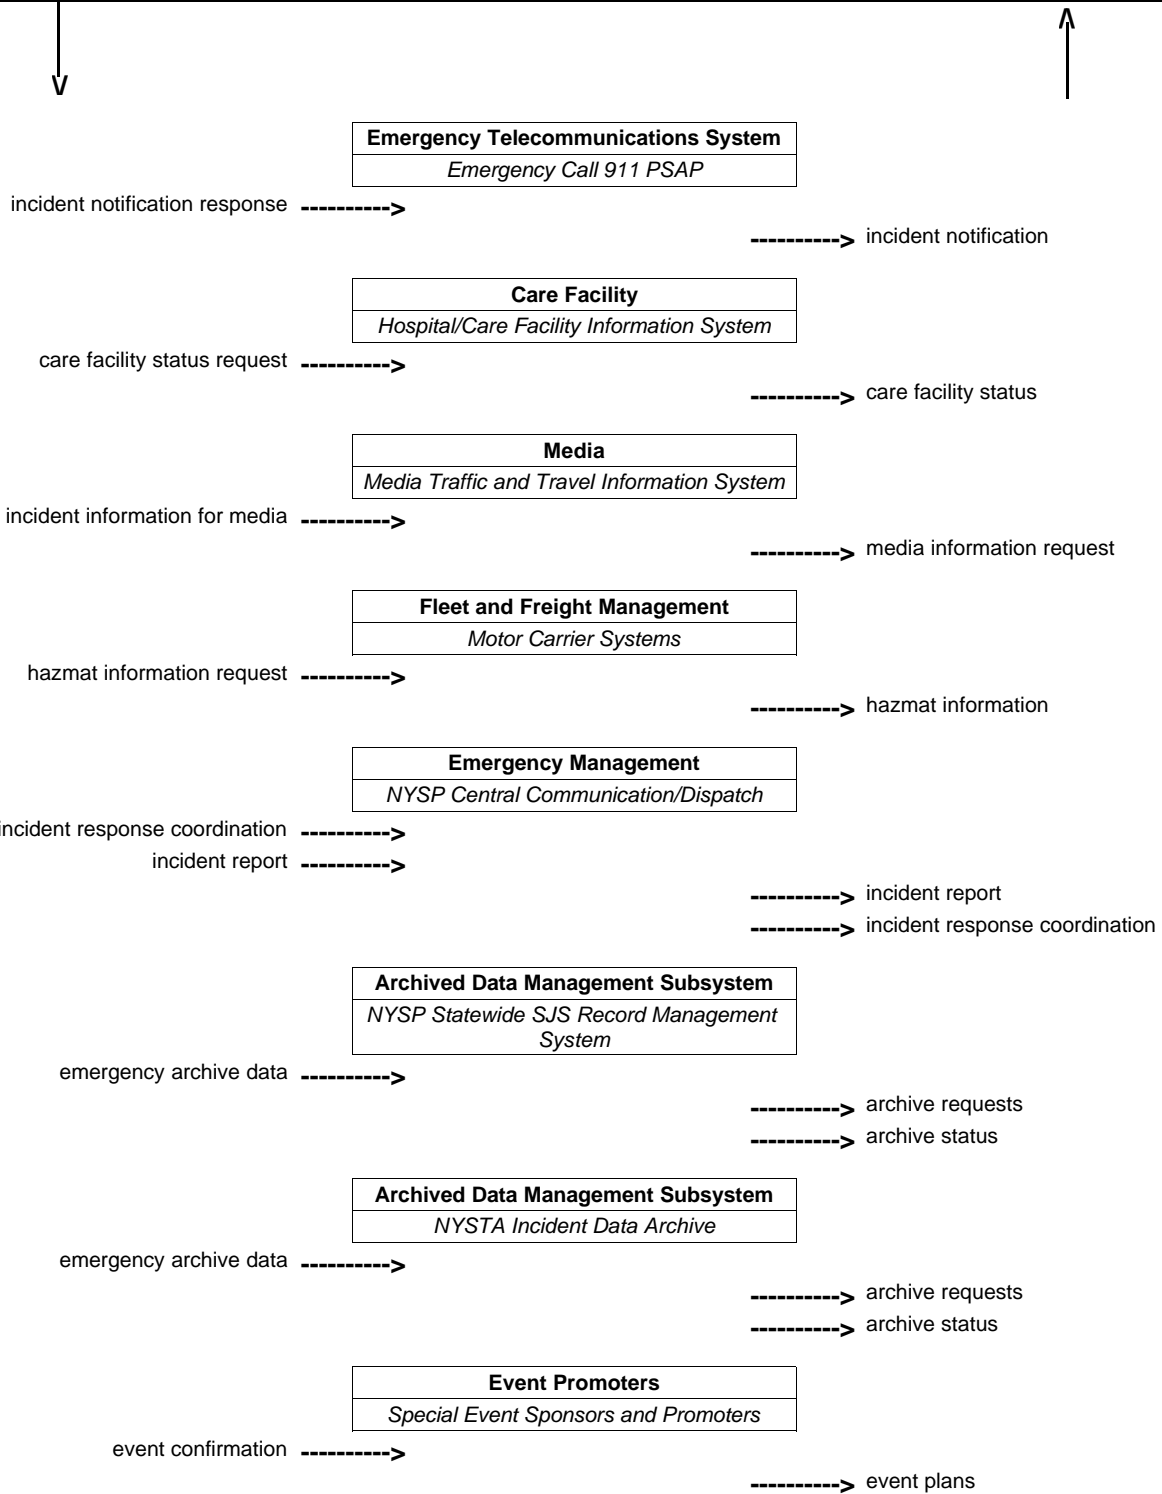 Emergency Telecommunications System
Emergency Call 911 PSAP
incident notification response ---------->
----------> incident notification
Care Facility
Hospital/Care Facility Information System
care facility status request ---------->
----------> care facility status
Media
Media Traffic and Travel Information System
incident information for media ---------->
----------> media information request
Fleet and Freight Management
Motor Carrier Systems
hazmat information request ---------->
----------> hazmat information
Emergency Management
NYSP Central Communication/Dispatch
incident response coordination ---------->
incident report ---------->
----------> incident report
----------> incident response coordination
Archived Data Management Subsystem
NYSP Statewide SJS Record Management
System
emergency archive data ---------->
----------> archive requests
----------> archive status
Archived Data Management Subsystem
NYSTA Incident Data Archive
emergency archive data ---------->
----------> archive requests
----------> archive status
Event Promoters
Special Event Sponsors and Promoters
event confirmation ---------->
----------> event plans